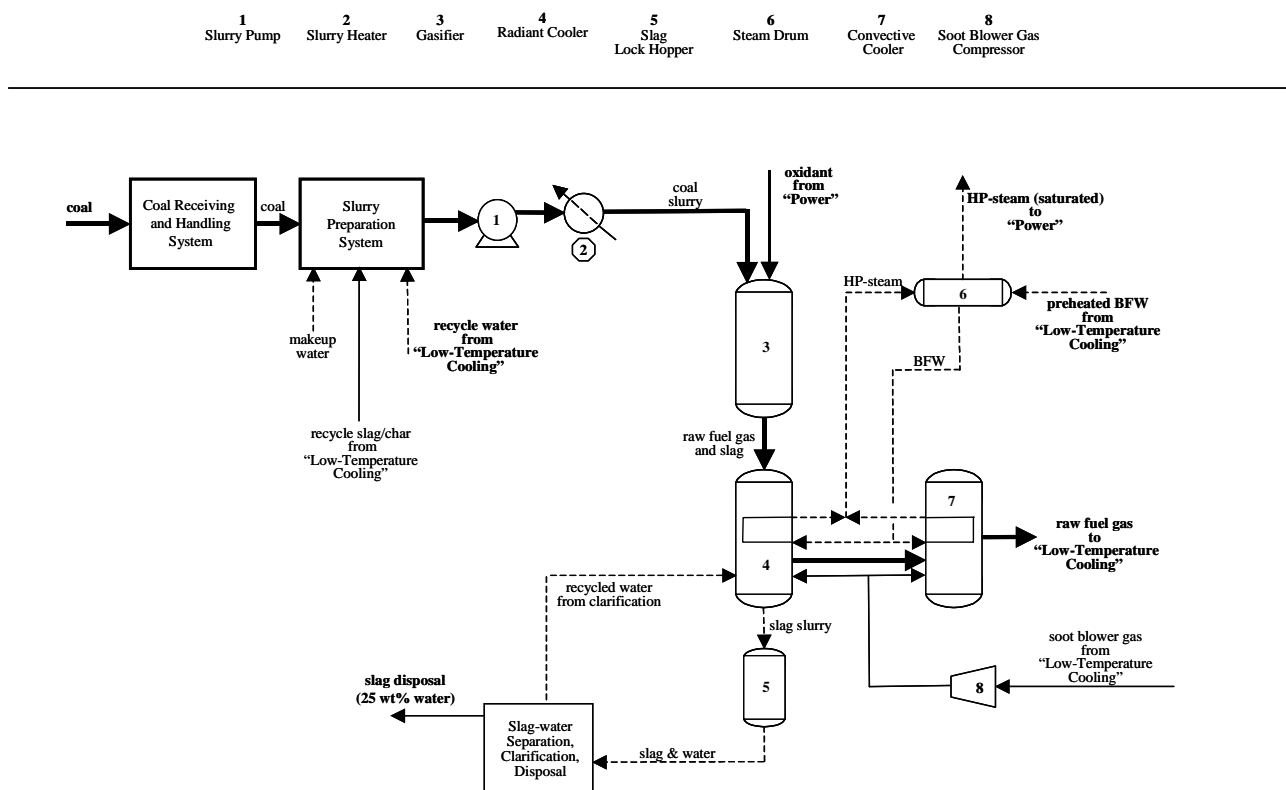 1
Slurry Pump
2
Slurry Heater
3
Gasifier
4
Radiant Cooler
5
Slag
Lock Hopper
6
Steam Drum
7
Convective
Cooler
8
Soot Blower Gas
Compressor
coal
Coal Receiving
and Handling
System
coal
Slurry
Preparation
System
1
2
coal
slurry
oxidant
from
“Power”
HP-steam (saturated)
to
“Power”
HP-steam
6
preheated BFW
from
“Low-Temperature
Cooling”
BFW
makeup
water
recycle water
from
“Low-Temperature
Cooling”
3
recycle slag/char
from
“Low-Temperature
Cooling”
raw fuel gas
and slag
7
4
raw fuel gas
to
“Low-Temperature
Cooling”
recycled water
from clarification
slag slurry
soot blower gas
from
“Low-Temperature
Cooling”
8
5
slag disposal
(25 wt% water)
Slag-water
Separation,
Clarification,
Disposal
slag & water